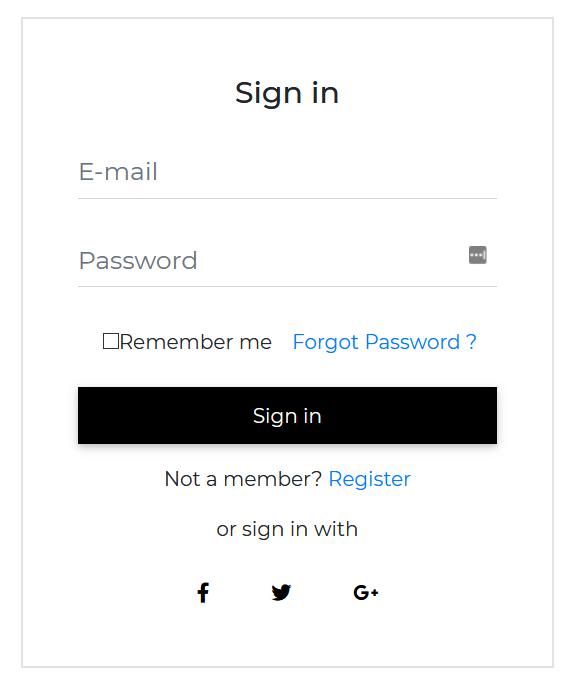 Sign in
E-mail
Password
Remember me Forgot Password ?
Sign in
Not a member? Register
or sign in with